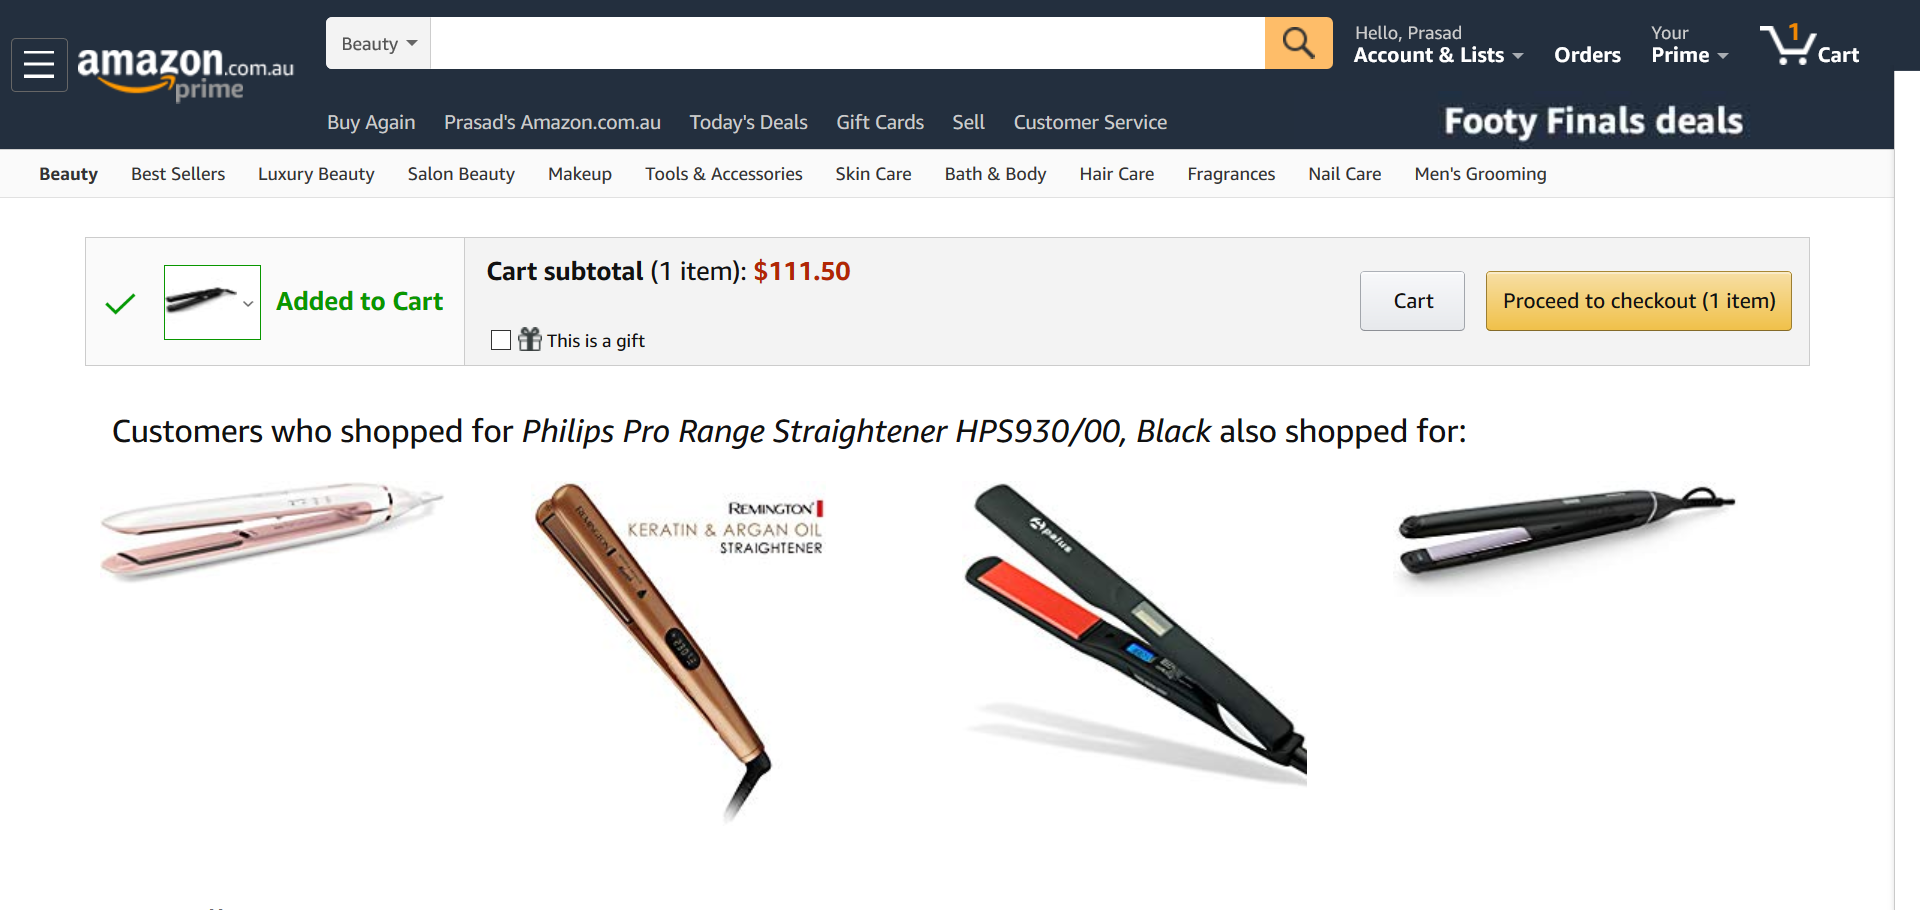 Beauty
Hello, Prasad
Account & Lists
Orders
Your
Prime
1
Cart
amazon.com.au
prime
Buy Again
Prasad's Amazon.com.au
Today's Deals
Gift Cards
Sell
Customer Service
Footy Finals deals
Beauty
Best Sellers
Luxury Beauty
Salon Beauty
Makeup
Tools & Accessories
Skin Care
Bath & Body
Hair Care
Fragrances
Nail Care
Men's Grooming
Added to Cart
Cart subtotal (1 item): $111.50
This is a gift
Cart
Proceed to checkout (1 item)
Customers who shopped for Philips Pro Range Straightener HPS930/00, Black also shopped for:
REMINGTON
KERATIN & ARGAN OIL
STRAIGHTENER
REMINGTON
Apalus